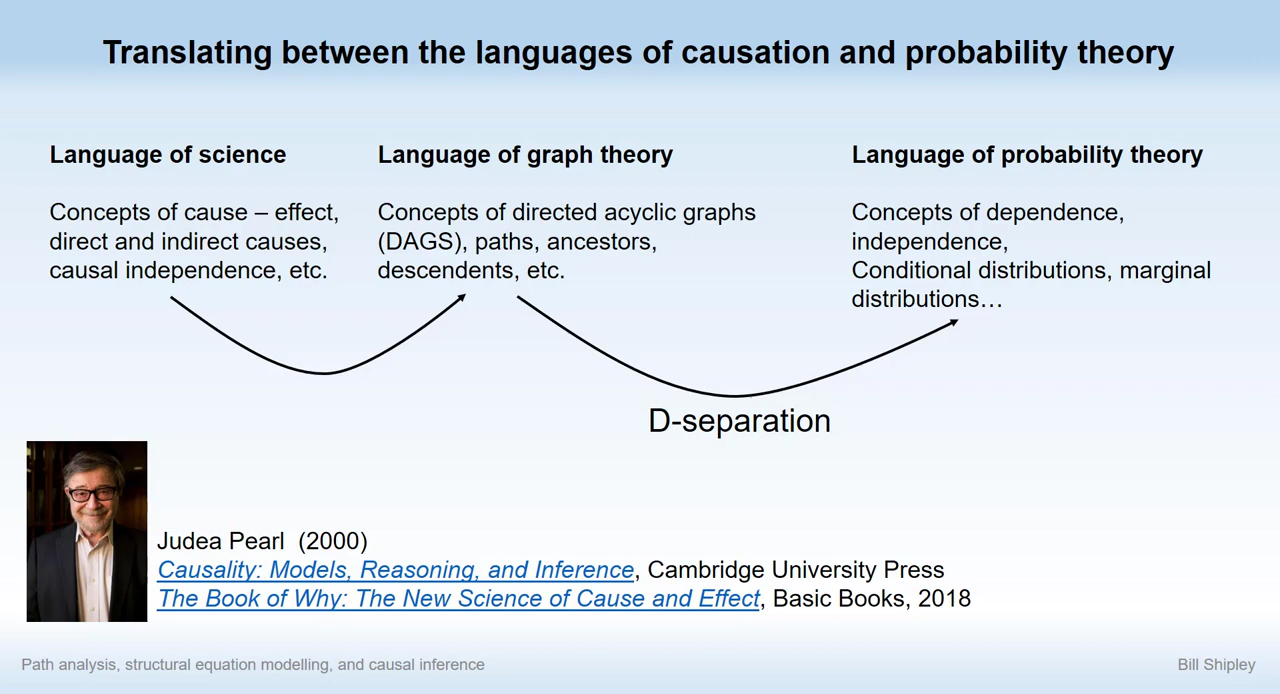 Translating between the languages of causation and probability theory
Language of science
Concepts of cause – effect,
direct and indirect causes,
causal independence, etc.
Language of graph theory
Concepts of directed acyclic graphs
(DAGS), paths, ancestors,
descendents, etc.
Language of probability theory
Concepts of dependence,
independence,
Conditional distributions, marginal
distributions…
D-separation
Judea Pearl  (2000)
Causality: Models, Reasoning, and Inference, Cambridge University Press
The Book of Why: The New Science of Cause and Effect, Basic Books, 2018
Path analysis, structural equation modelling, and causal inference
Bill Shipley